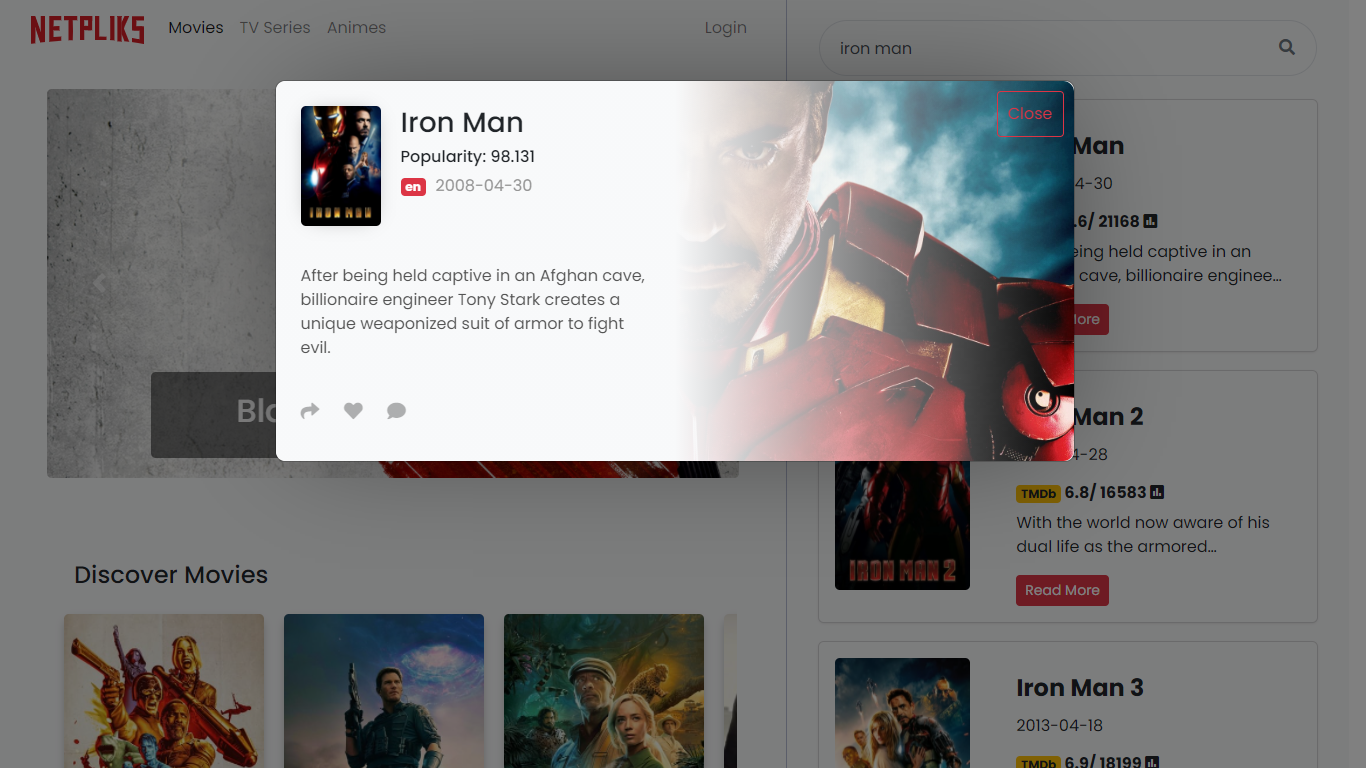 NETPLIKS
Movies
TV Series
Animes
Login
iron man
Iron Man
Popularity: 98.131
en 2008-04-30
After being held captive in an Afghan cave,
billionaire engineer Tony Stark creates a
unique weaponized suit of armor to fight
evil.
Close
IRON MAN
Blo
Discover Movies
Man
4-30
.6/ 21168
eing held captive in an
cave, billionaire enginee...
More
Man 2
4-28
TMDb 6.8/ 16583
With the world now aware of his
dual life as the armored...
Read More
IRON MAN 2
Iron Man 3
2013-04-18
TMDb 6.9/ 18199